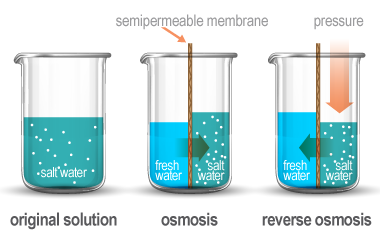 semipermeable membrane
pressure
salt water
fresh
water
salt
water
fresh
water
salt
water
original solution
osmosis
reverse osmosis